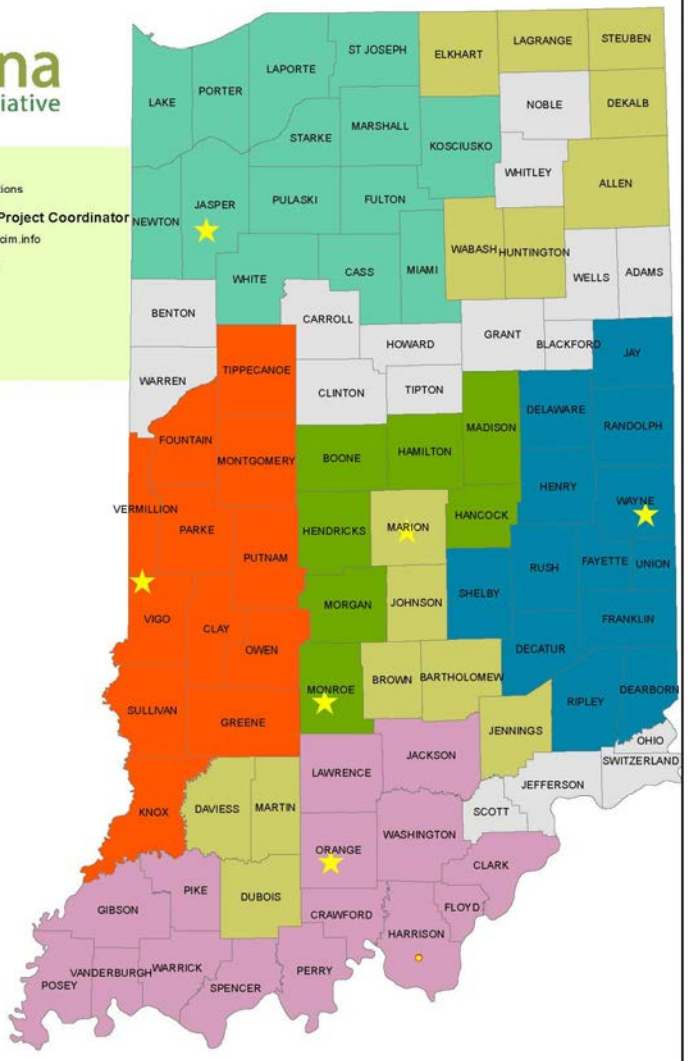 na
iative
ions
Project Coordinator
cim.info
LAKE
PORTER
LAPORTE
ST JOSEPH
ELKHART
LAGRANGE
STEUBEN
NOBLE
DEKALB
STARKE
MARSHALL
KOSCIUSKO
WHITLEY
ALLEN
NEWTON
JASPER
PULASKI
FULTON
WABASH
HUNTINGTON
WHITE
CASS
MIAMI
WELLS
ADAMS
BENTON
CARROLL
HOWARD
GRANT
BLACKFORD
JAY
WARREN
TIPPECANOE
CLINTON
TIPTON
FOUNTAIN
MONTGOMERY
BOONE
HAMILTON
MADISON
DELAWARE
RANDOLPH
VERMILLION
PARKE
HENDRICKS
MARION
HANCOCK
HENRY
WAYNE
PUTNAM
RUSH
FAYETTE
UNION
VIGO
CLAY
MORGAN
JOHNSON
SHELBY
FRANKLIN
OWEN
DECATUR
SULLIVAN
GREENE
MONROE
BROWN
BARTHOLOMEW
RIPLEY
DEARBORN
JENNINGS
OHIO
SWITZERLAND
KNOX
DAVIESS
MARTIN
LAWRENCE
JACKSON
JEFFERSON
SCOTT
ORANGE
WASHINGTON
CLARK
GIBSON
PIKE
DUBOIS
CRAWFORD
FLOYD
HARRISON
POSEY
VANDERBURGH
WARRICK
SPENCER
PERRY